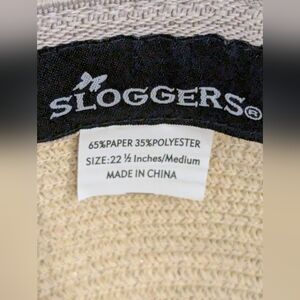 SLOGGERS®
65%PAPER 35%POLYESTER
SIZE:22 ½ Inches/Medium
MADE IN CHINA